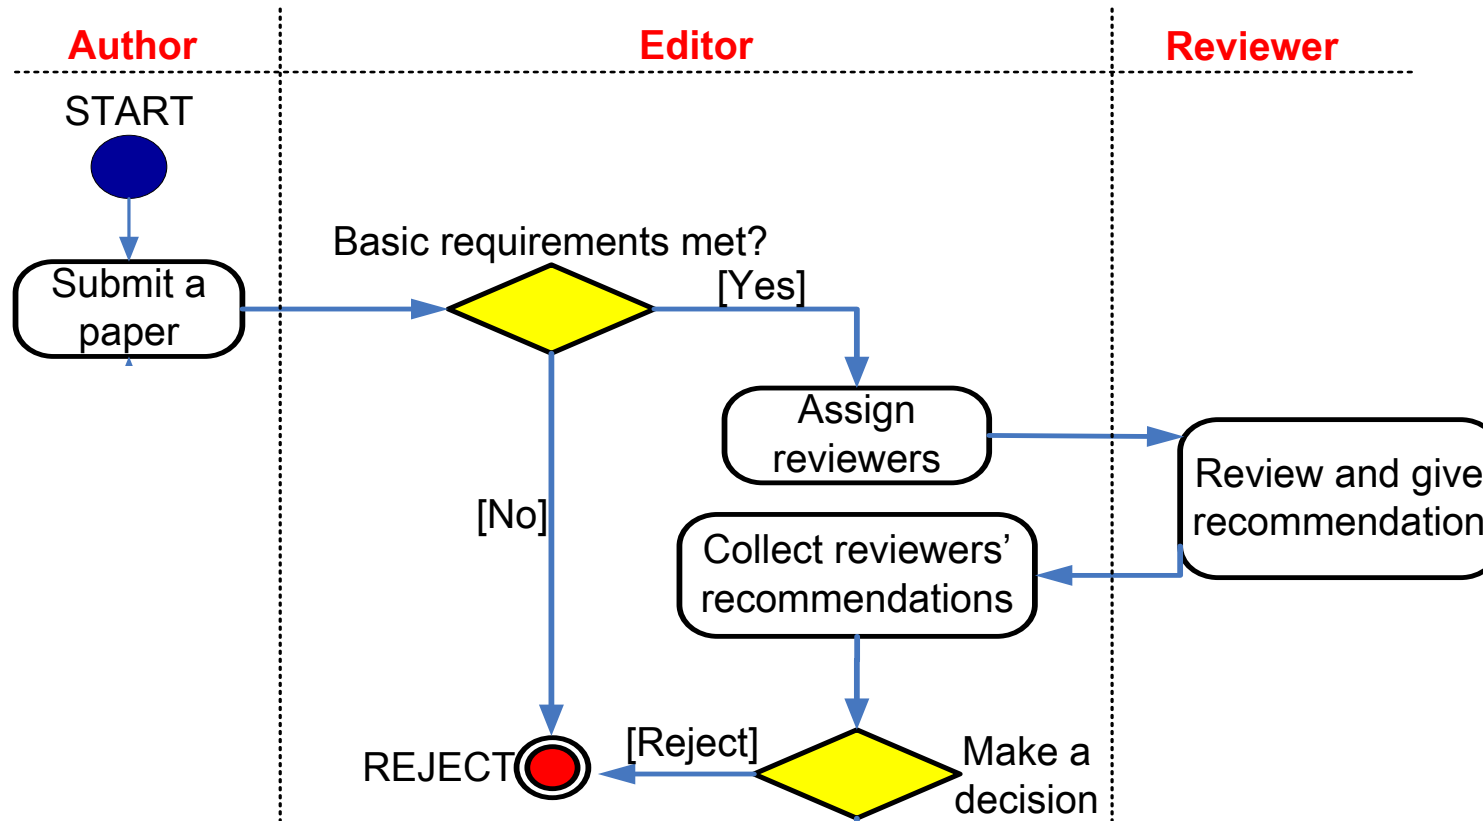 Author
Editor
Reviewer
START
Basic requirements met?
Submit a
paper
[Yes]
Assign
reviewers
Review and give
recommendation
[No]
Collect reviewers’
recommendations
REJECT
[Reject]
Make a
decision